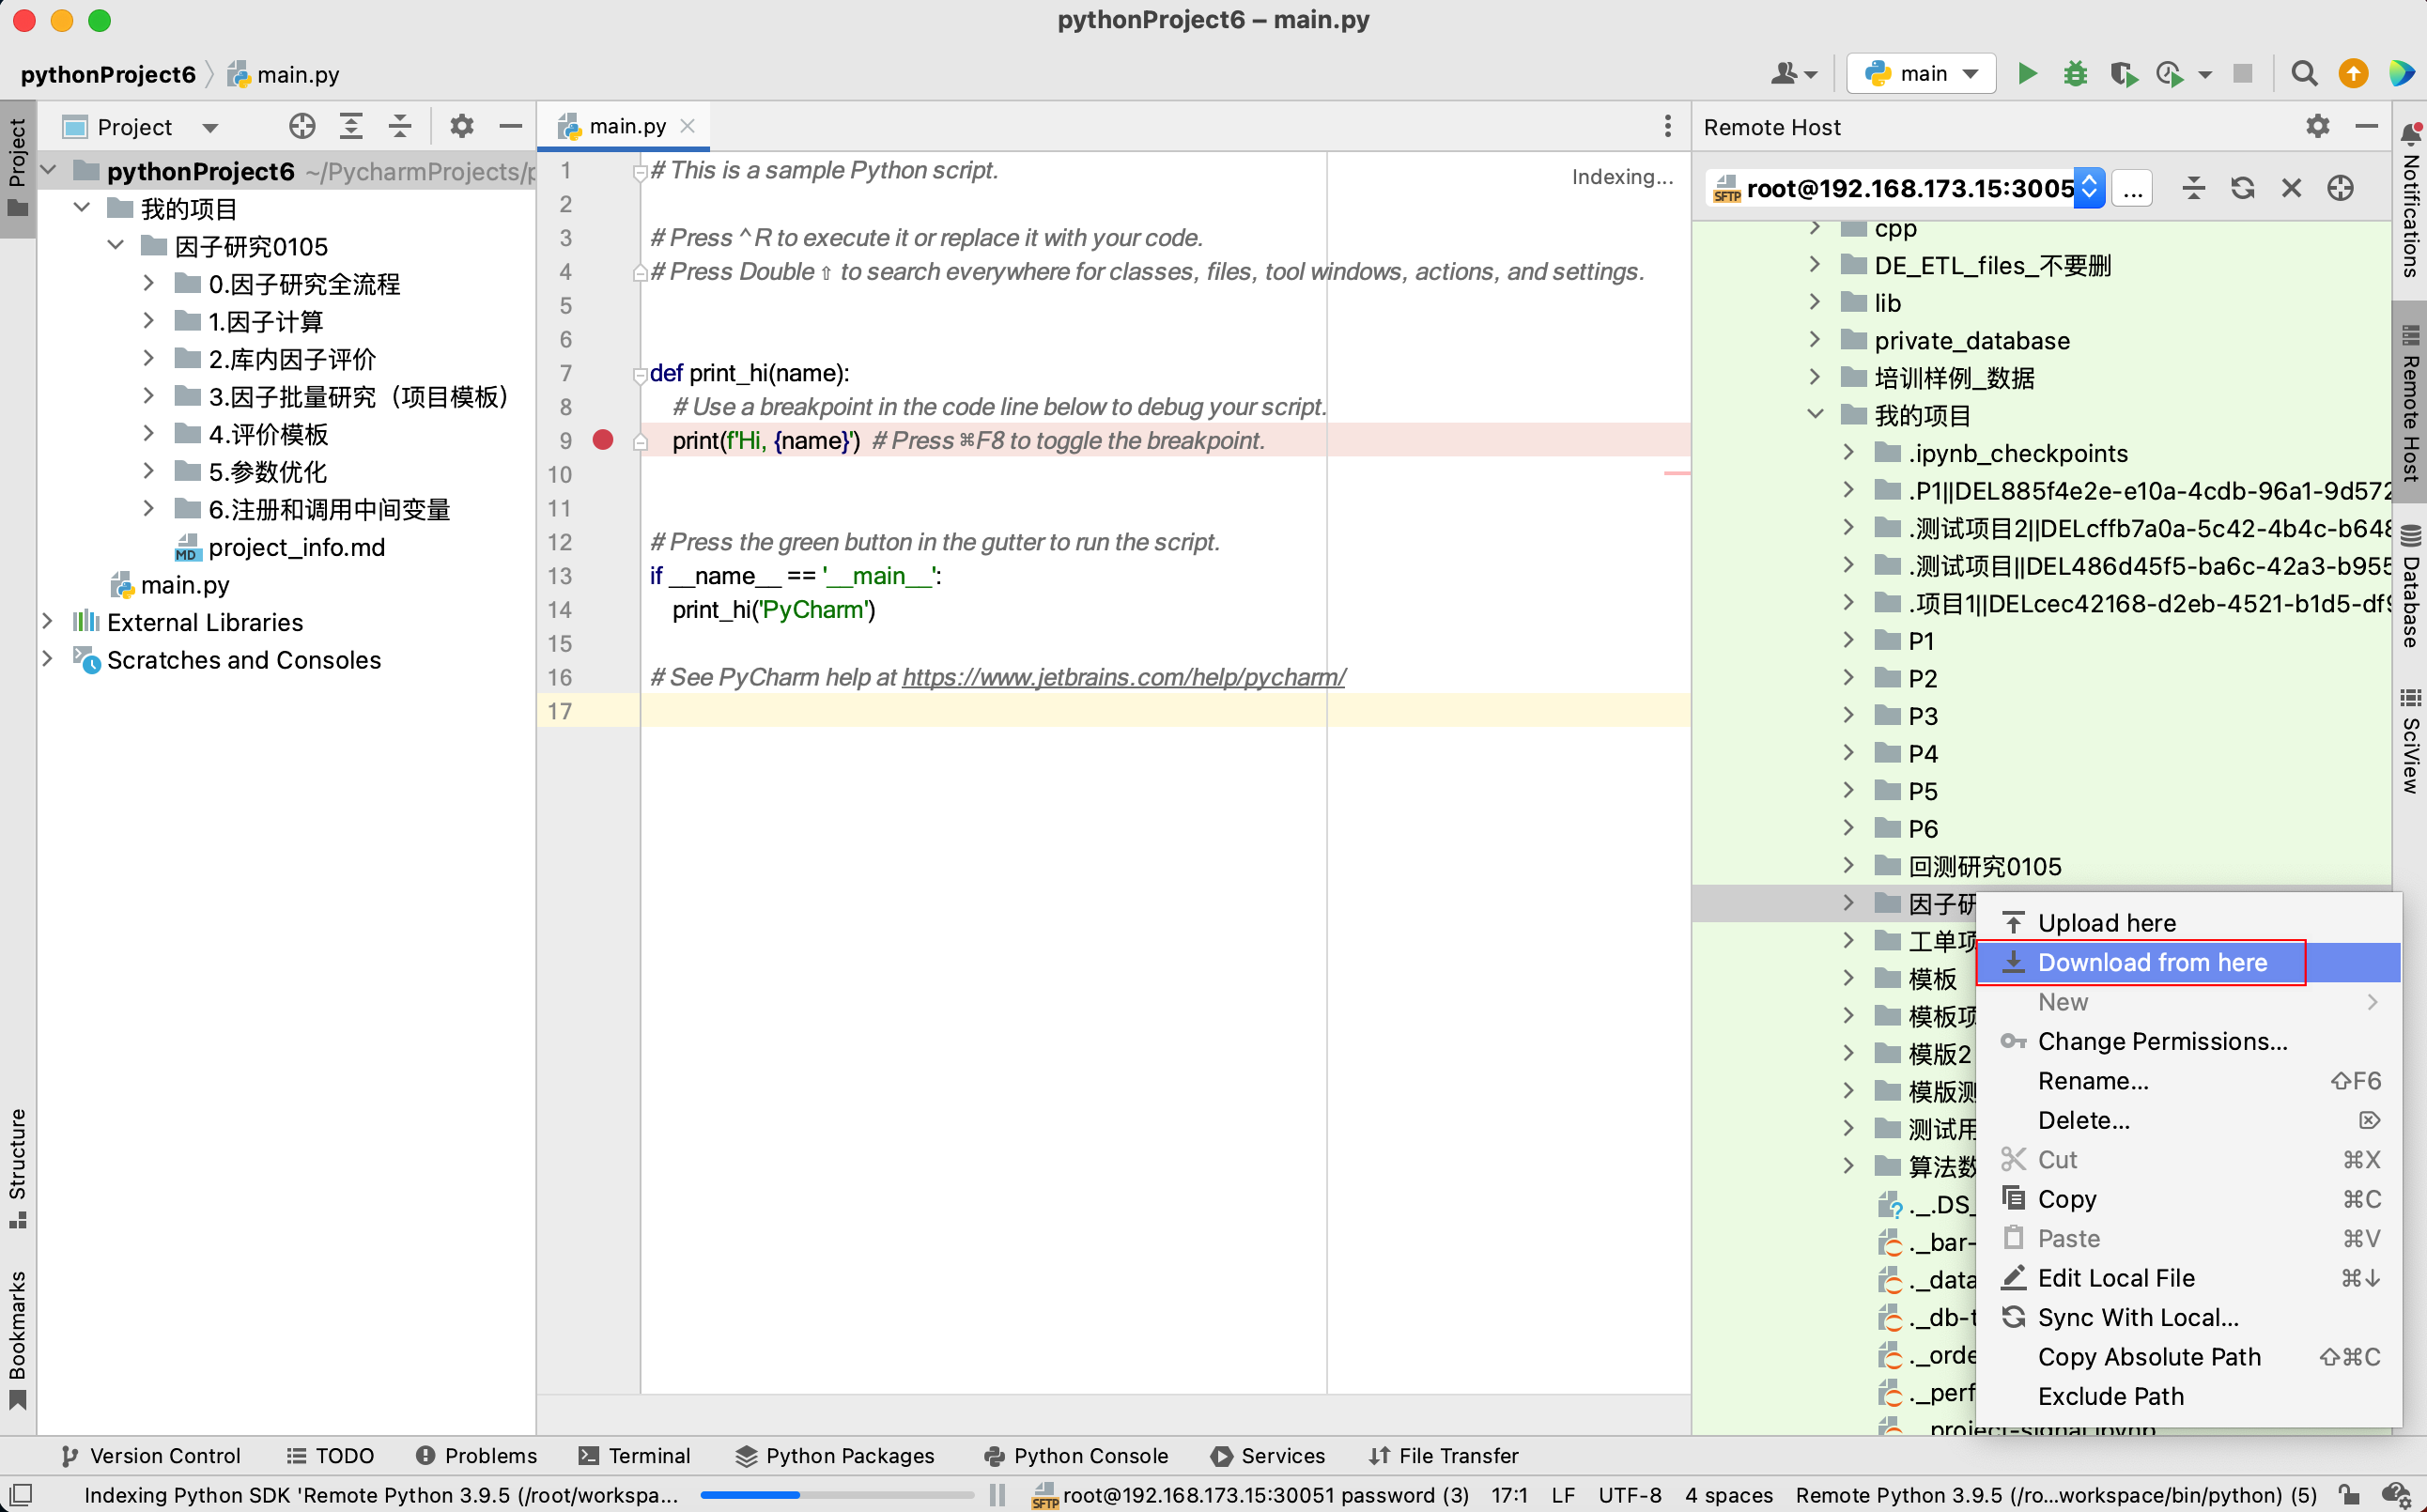 pythonProject6 – main.py
pythonProject6 main.py
main
Project
main.py
Remote Host
pythonProject6 ~/PycharmProjects/p
我的项目
因子研究0105
0.因子研究全流程
1.因子计算
2.库内因子评价
3.因子批量研究（项目模板）
4.评价模板
5.参数优化
6.注册和调用中间变量
project_info.md
main.py
External Libraries
Scratches and Consoles
Project
Structure
Bookmarks
Indexing...
1 # This is a sample Python script.
2
3 # Press ^R to execute it or replace it with your code.
4 # Press Double ⇧ to search everywhere for classes, files, tool windows, actions, and settings.
5
6
7 def print_hi(name):
8 # Use a breakpoint in the code line below to debug your script.
9 print(f'Hi, {name}') # Press ⌘F8 to toggle the breakpoint.
10
11
12 # Press the green button in the gutter to run the script.
13 if __name__ == '__main__':
14 print_hi('PyCharm')
15
16 # See PyCharm help at https://www.jetbrains.com/help/pycharm/
17
SFTP root@192.168.173.15:3005 ...
cpp
DE_ETL_files_不要删
lib
private_database
培训样例_数据
我的项目
.ipynb_checkpoints
.P1||DEL885f4e2e-e10a-4cdb-96a1-9d572
.测试项目2||DELcffb7a0a-5c42-4b4c-b648
.测试项目||DEL486d45f5-ba6c-42a3-b955
.项目1||DELcec42168-d2eb-4521-b1d5-df9
P1
P2
P3
P4
P5
P6
回测研究0105
因子研
工单项
模板
模板项
模版2
模版测
测试用
算法数
._.DS_
._bar-
._data
._db-t
._orde
._perf
._project-signal.ipynb
Upload here
Download from here
New
Change Permissions...
Rename... ⇧F6
Delete... ⌦
Cut ⌘X
Copy ⌘C
Paste ⌘V
Edit Local File ⌘↓
Sync With Local...
Copy Absolute Path ⇧⌘C
Exclude Path
Notifications
Remote Host
Database
SciView
Version Control TODO Problems Terminal Python Packages Python Console Services File Transfer
Indexing Python SDK 'Remote Python 3.9.5 (/root/workspa... SFTP root@192.168.173.15:30051 password (3) 17:1 LF UTF-8 4 spaces Remote Python 3.9.5 (/ro...workspace/bin/python) (5)